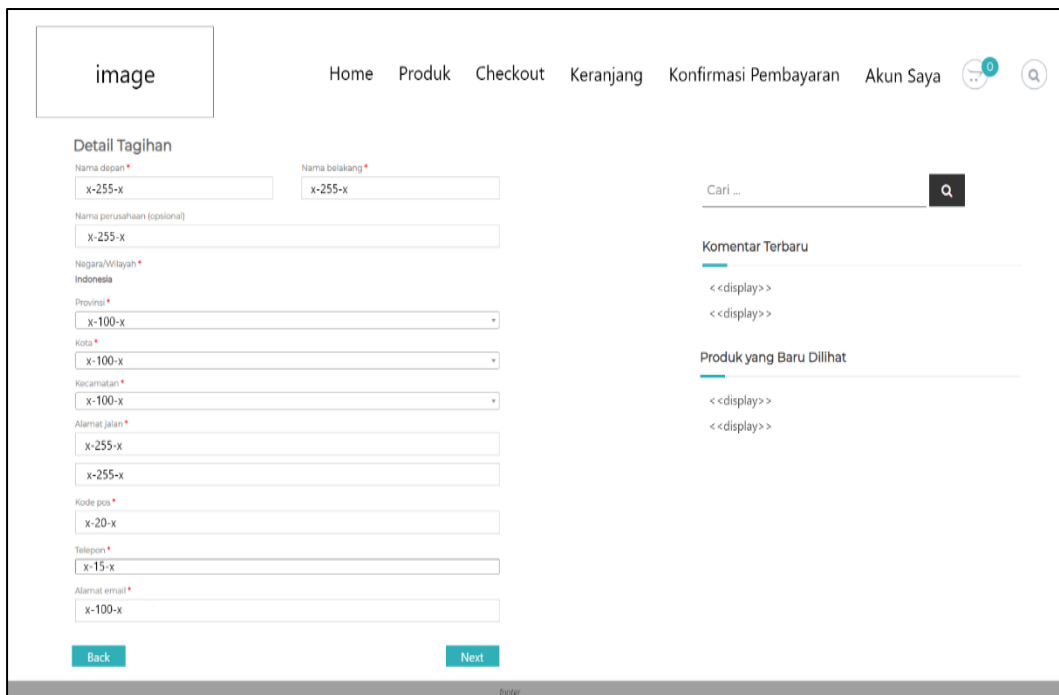 image
Home Produk Checkout Keranjang Konfirmasi Pembayaran Akun Saya 0
Detail Tagihan
Nama depan * Nama belakang *
x-255-x x-255-x
Nama perusahaan (opsional)
x-255-x
Negara/Wilayah *
Indonesia
Provinsi *
x-100-x
Kota *
x-100-x
Kecamatan *
x-100-x
Alamat jalan *
x-255-x
x-255-x
Kode pos *
x-20-x
Telepon *
x-15-x
Alamat email *
x-100-x
Back Next
Cari ...
Komentar Terbaru
<<display>>
<<display>>
Produk yang Baru Dilihat
<<display>>
<<display>>
footer